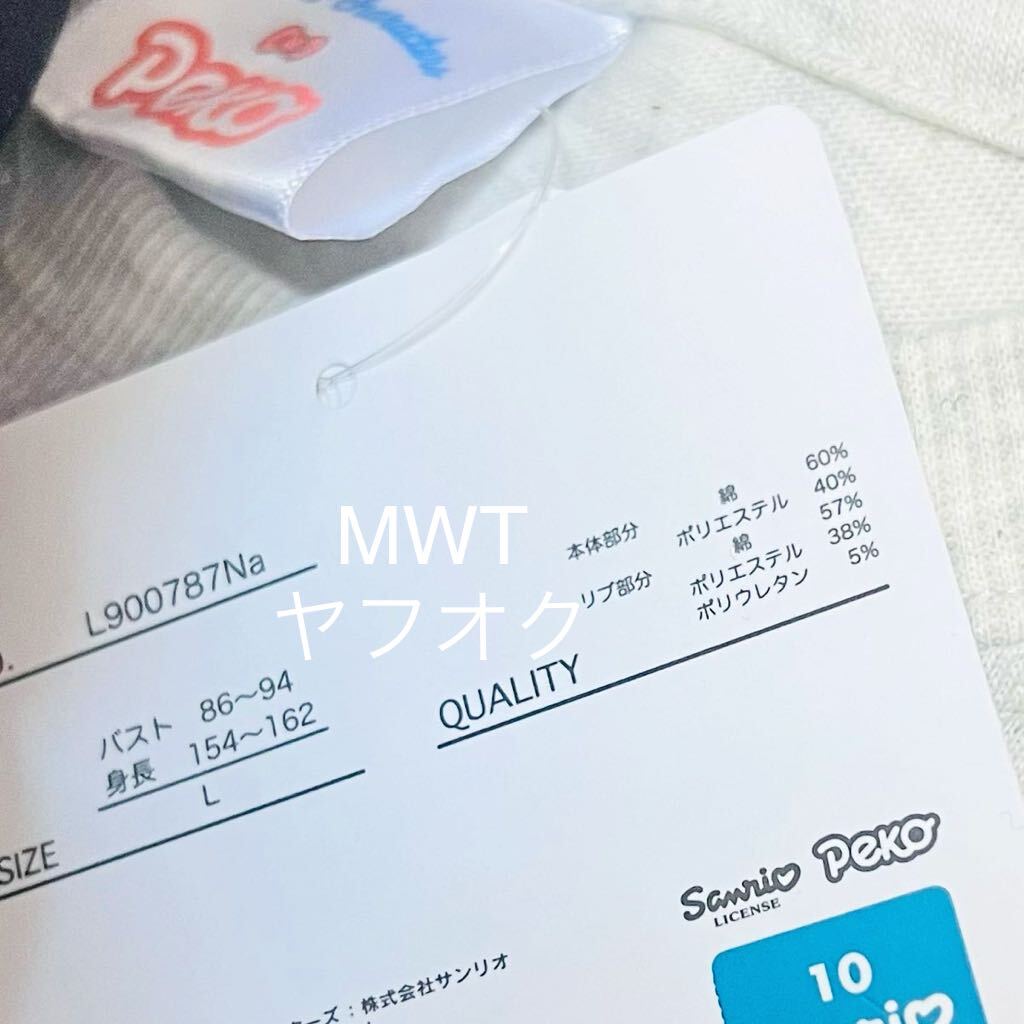 Peko
本体部分 綿 60%
ポリエステル 40%
リブ部分 綿 57%
ポリエステル 38%
ポリウレタン 5%
MWT
ヤフオク
L900787Na
バスト 86〜94
身長 154〜162
L
SIZE
QUALITY
Sanrio Peko
LICENSE
ーズ：株式会社サンリオ
10